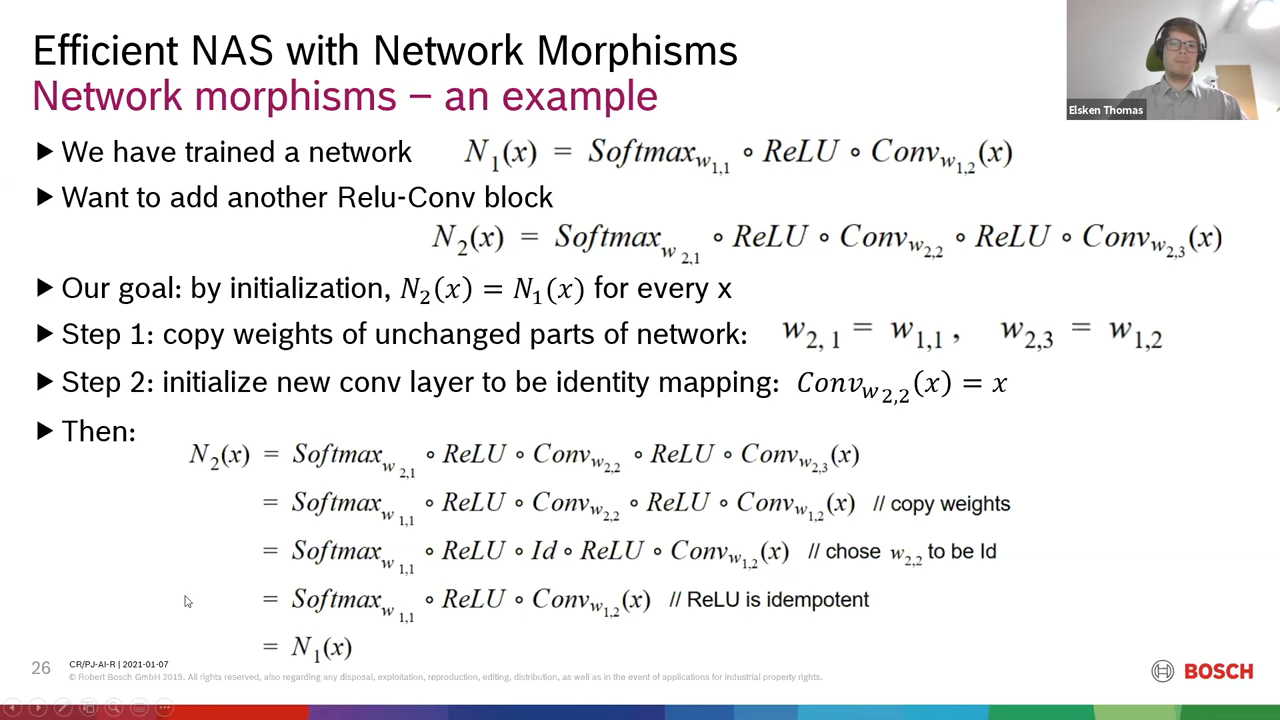 Efficient NAS with Network Morphisms
Network morphisms – an example
Elsken Thomas
We have trained a network N₁(x) = Softmax_{w_{1,1}} ∘ ReLU ∘ Conv_{w_{1,2}}(x)
Want to add another Relu-Conv block
N₂(x) = Softmax_{w_{2,1}} ∘ ReLU ∘ Conv_{w_{2,2}} ∘ ReLU ∘ Conv_{w_{2,3}}(x)
Our goal: by initialization, N₂(x) = N₁(x) for every x
Step 1: copy weights of unchanged parts of network: w_{2,1} = w_{1,1}, w_{2,3} = w_{1,2}
Step 2: initialize new conv layer to be identity mapping: Conv_{w_{2,2}}(x) = x
Then:
N₂(x) = Softmax_{w_{2,1}} ∘ ReLU ∘ Conv_{w_{2,2}} ∘ ReLU ∘ Conv_{w_{2,3}}(x)
= Softmax_{w_{1,1}} ∘ ReLU ∘ Conv_{w_{2,2}} ∘ ReLU ∘ Conv_{w_{1,2}}(x) // copy weights
= Softmax_{w_{1,1}} ∘ ReLU ∘ Id ∘ ReLU ∘ Conv_{w_{1,2}}(x) // chose w_{2,2} to be Id
= Softmax_{w_{1,1}} ∘ ReLU ∘ Conv_{w_{1,2}}(x) // ReLU is idempotent
= N₁(x)
26
CR/PJ-AI-R | 2021-01-07
© Robert Bosch GmbH 2019. All rights reserved, also regarding any disposal, exploitation, reproduction, editing, distribution, as well as in the event of applications for industrial property rights.
BOSCH